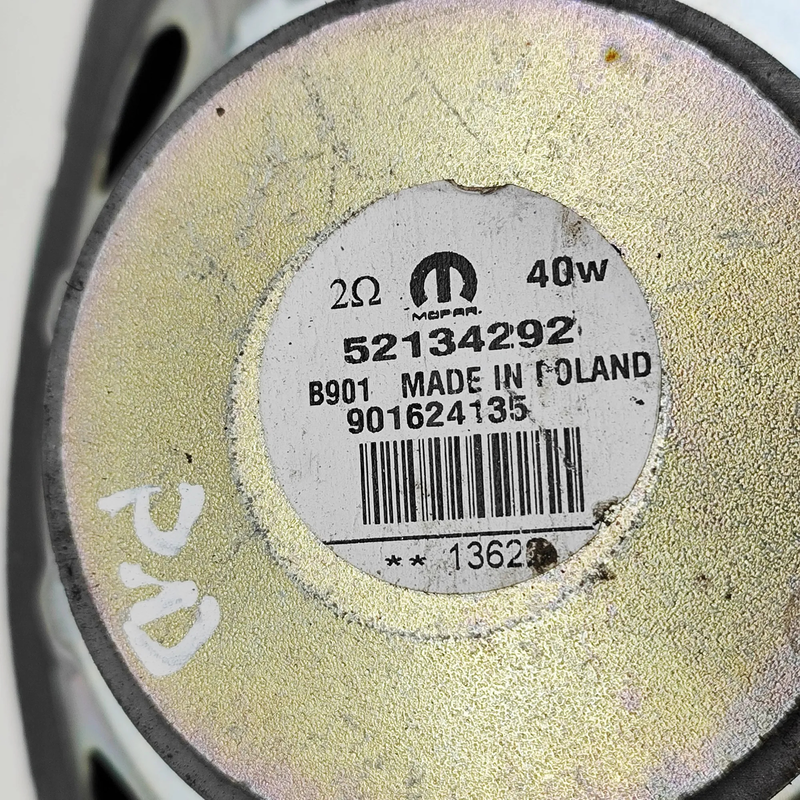 2Ω MOPAR. 40w
52134292
B901 MADE IN POLAND
901624135
** 1362
PD